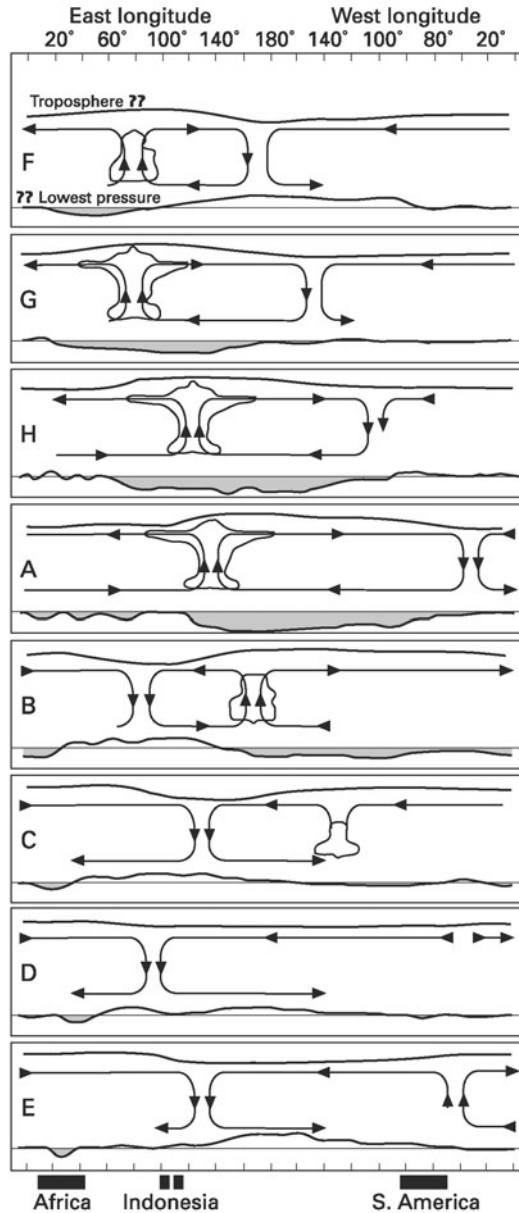 East longitude West longitude
20° 60° 100° 140° 180° 140° 100° 80° 20°
Troposphere ??
F
?? Lowest pressure
G
H
A
B
C
D
E
Africa Indonesia S. America